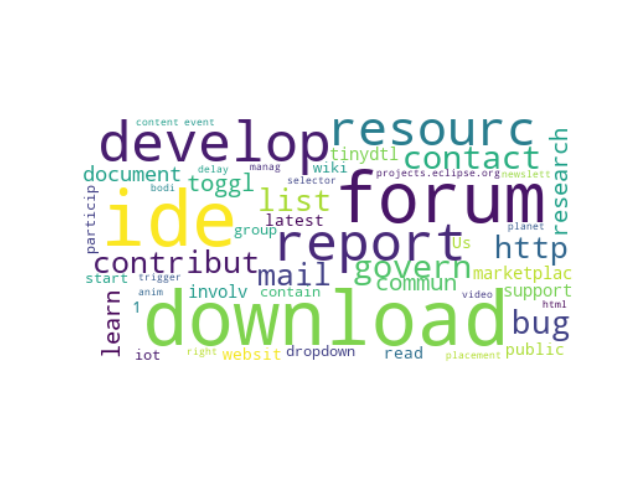 content event
develop
resourc
research
delay
manag
tinydtl
contact
document
bodi
toggl
wiki
projects.eclipse.org
newslett
selector
particip
ide
list
forum
latest
group
report
Us
planet
http
contribut
mail
govern
marketplac
start
trigger
commun
support
anim
involv
contain
video
html
learn
1
download
bug
iot
right
websit
dropdown
read
placement
public